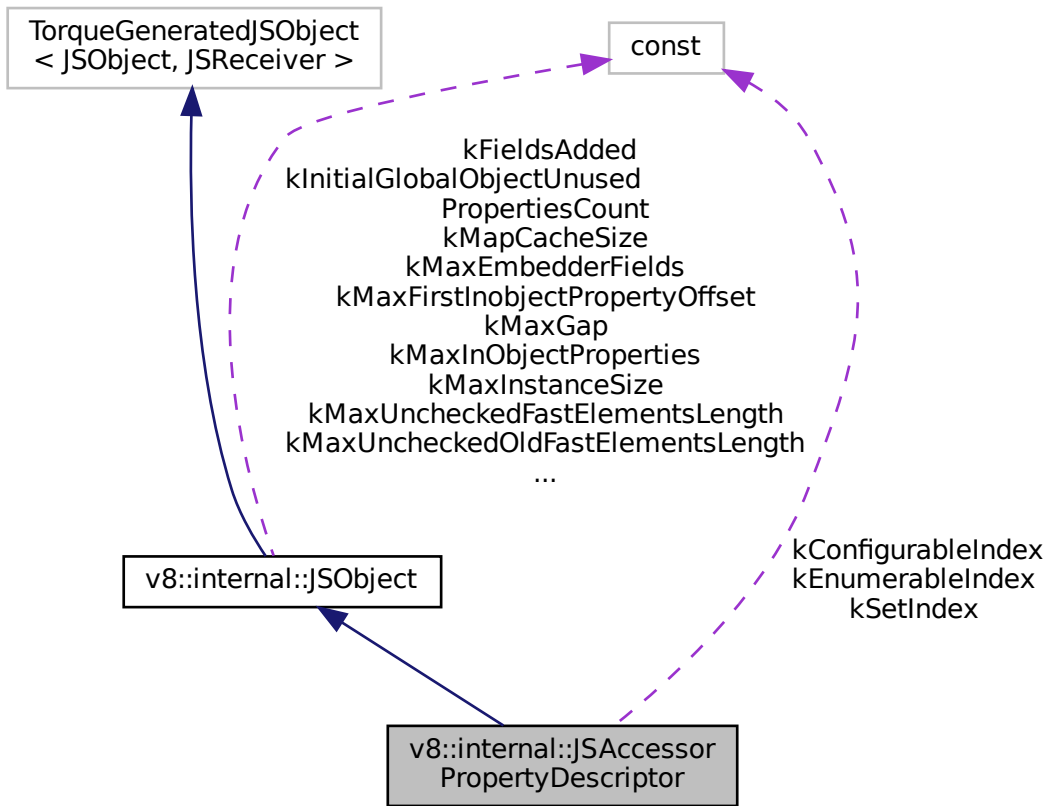 TorqueGeneratedJSObject
< JSObject, JSReceiver >
const
kFieldsAdded
kInitialGlobalObjectUnused
PropertiesCount
kMapCacheSize
kMaxEmbedderFields
kMaxFirstInobjectPropertyOffset
kMaxGap
kMaxInObjectProperties
kMaxInstanceSize
kMaxUncheckedFastElementsLength
kMaxUncheckedOldFastElementsLength
...
v8::internal::JSObject
kConfigurableIndex
kEnumerableIndex
kSetIndex
v8::internal::JSAccessor
PropertyDescriptor